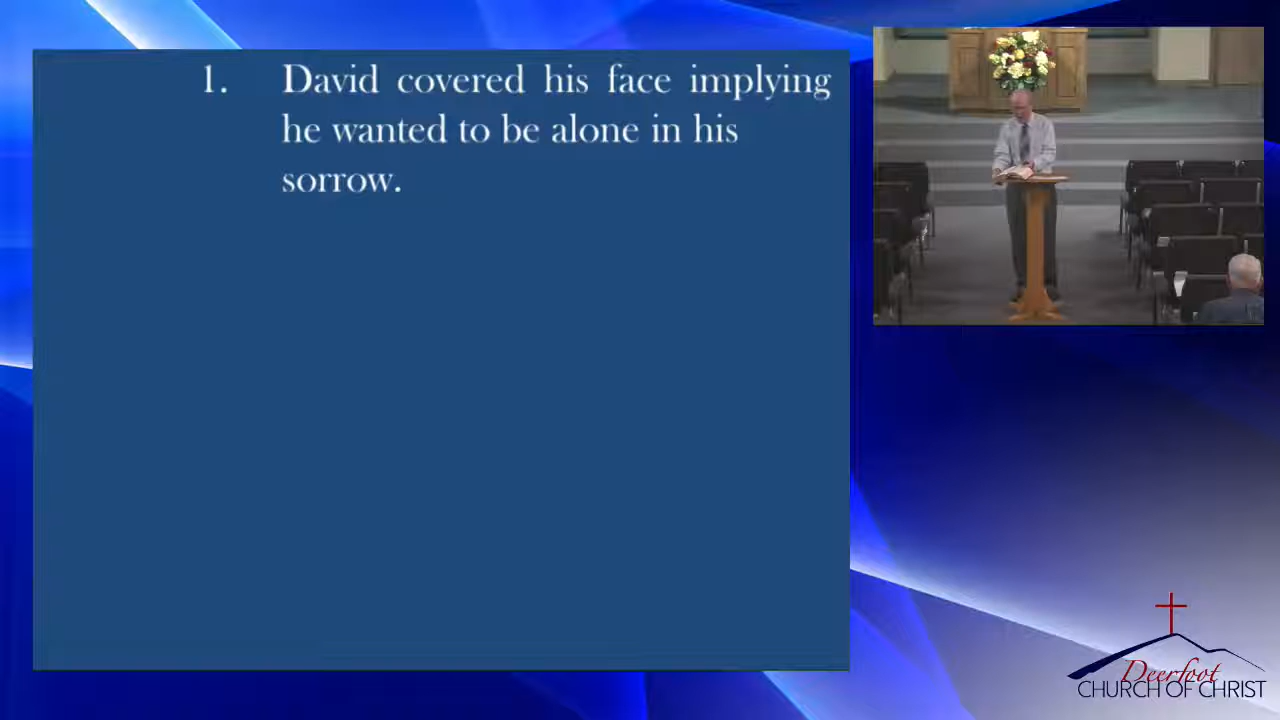 1. David covered his face implying
he wanted to be alone in his
sorrow.
Deerfoot
CHURCH OF CHRIST